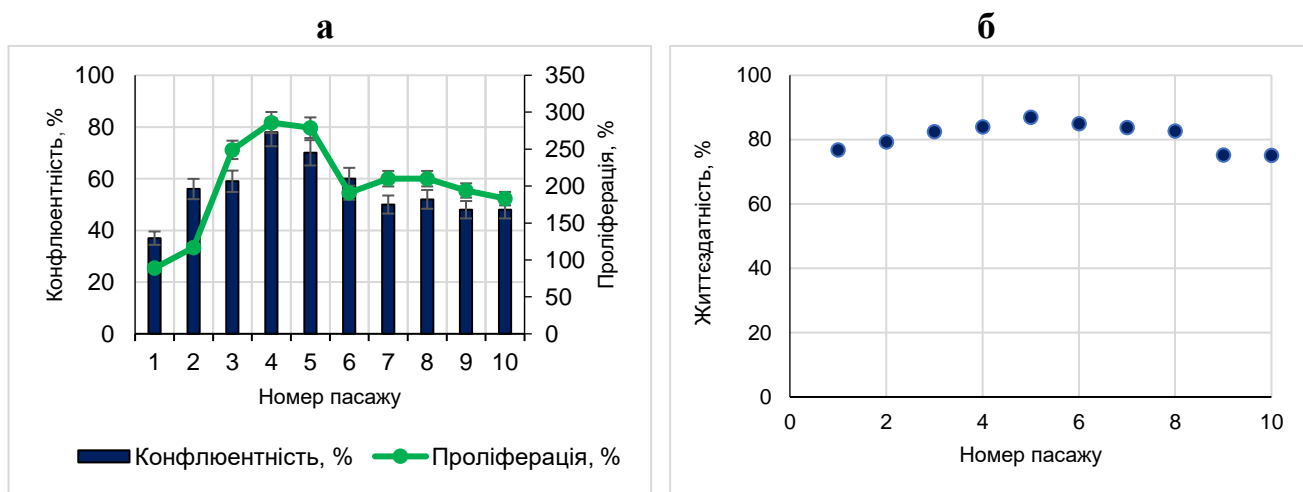 а
100
80
60
40
20
0
Конфлюентність, %
350
300
250
200
150
100
50
0
Проліферація, %
1 2 3 4 5 6 7 8 9 10
Номер пасажу
Конфлюентність, % Проліферація, %
б
100
80
60
40
20
0
Життєздатність, %
0 2 4 6 8 10
Номер пасажу